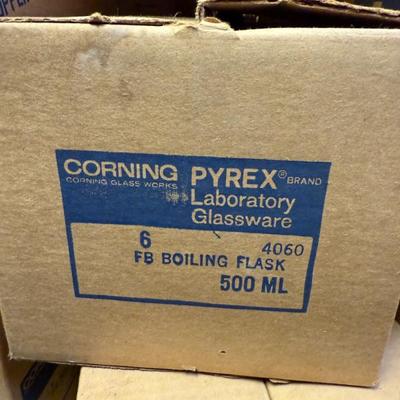 CORNING PYREX® BRAND
CORNING GLASS WORKS Laboratory
Glassware
6 4060
FB BOILING FLASK
500 ML